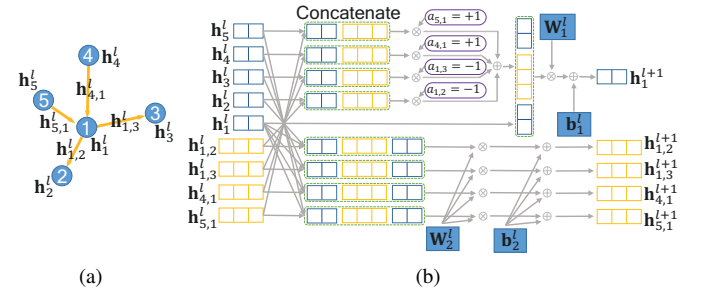 4
h_4^l
h_5^l
5
h_{4,1}^l
3
1
h_{5,1}^l
h_{1,3}^l
h_3^l
h_{1,2}^l
h_1^l
2
h_2^l
(a)
Concatenate
h_5^l
h_4^l
h_3^l
h_2^l
h_1^l
h_{1,2}^l
h_{1,3}^l
h_{4,1}^l
h_{5,1}^l
a_{5,1} = +1
a_{4,1} = +1
a_{1,3} = −1
a_{1,2} = −1
W_1^l
h_1^{l+1}
b_1^l
h_{1,2}^{l+1}
h_{1,3}^{l+1}
h_{4,1}^{l+1}
h_{5,1}^{l+1}
W_2^l
b_2^l
(b)